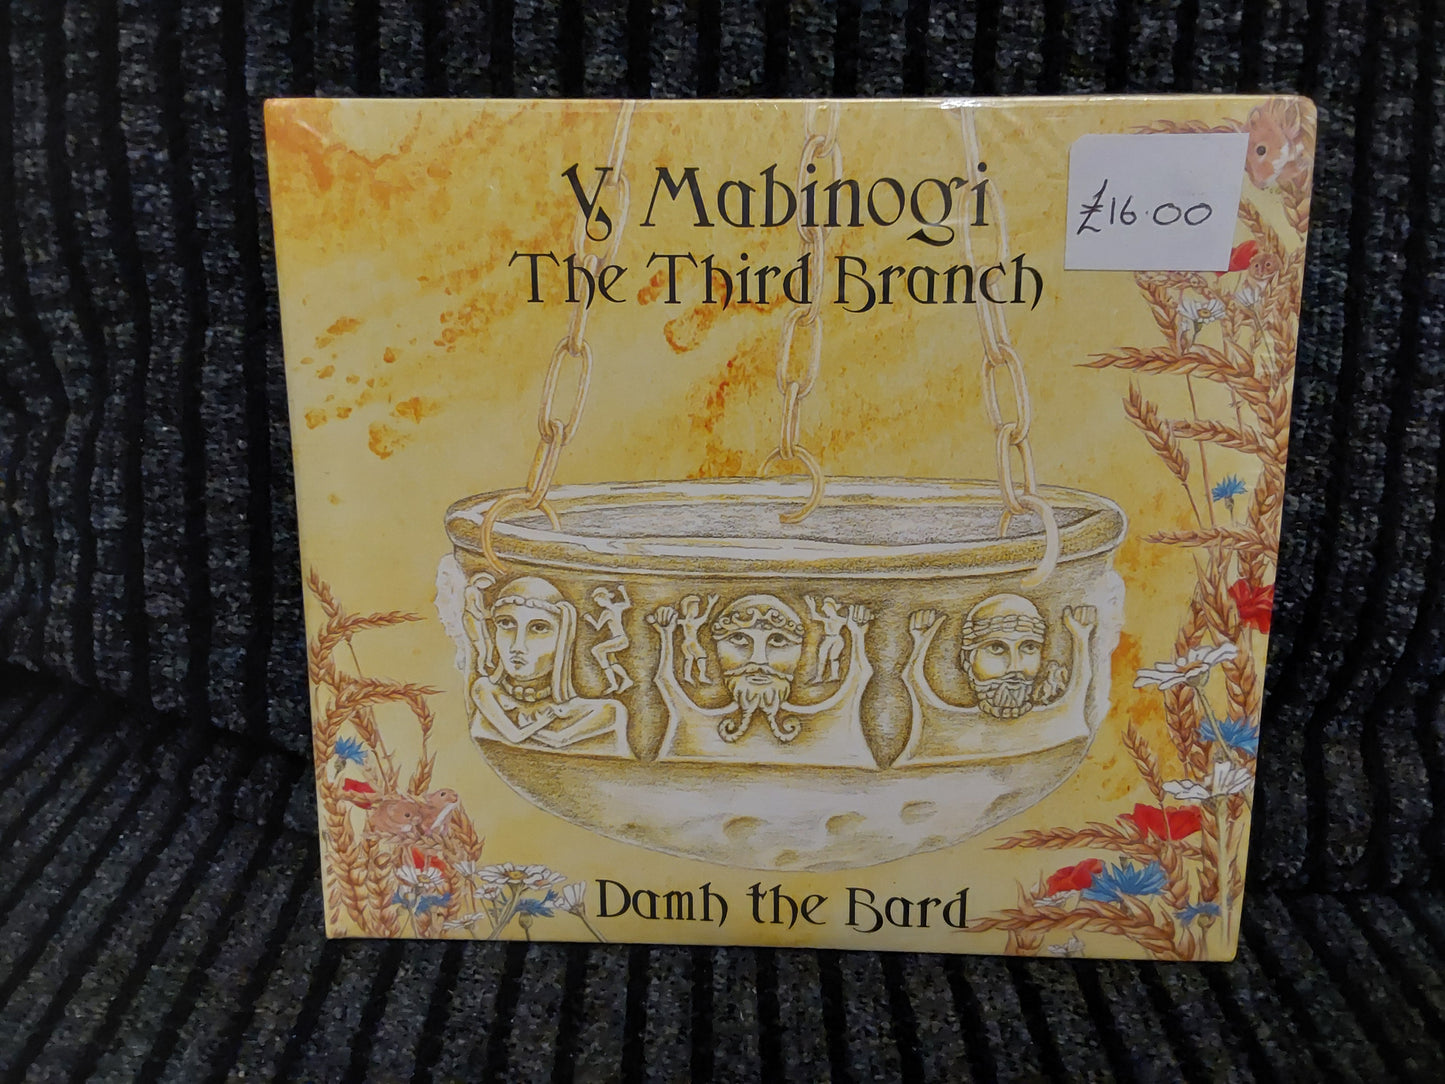 Y Mabinogi
£16.00
The Third Branch
Damh the Bard